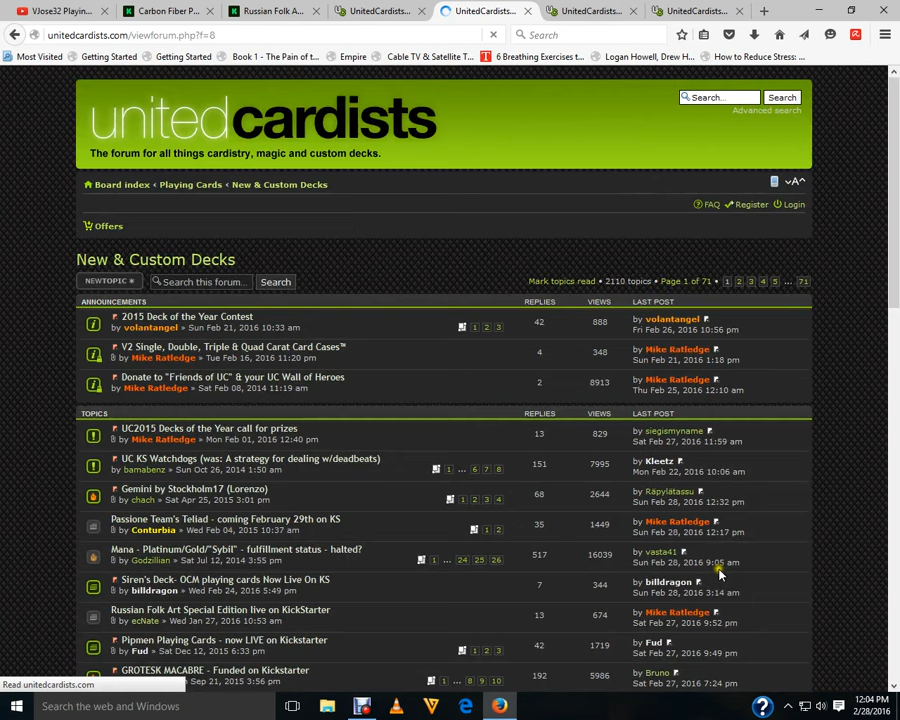 VJose32 Playin...
Carbon Fiber P...
Russian Folk A...
UnitedCardists...
UnitedCardists...
UnitedCardists...
UnitedCardists...
unitedcardists.com/viewforum.php?f=8
Search
Most Visited
Getting Started
Getting Started
Book 1 - The Pain of t...
Empire
Cable TV & Satellite T...
6 Breathing Exercises t...
Logan Howell, Drew H...
How to Reduce Stress: ...
unitedcardists
The forum for all things cardistry, magic and custom decks.
Search...
Search
Advanced search
Board index ‹ Playing Cards ‹ New & Custom Decks
FAQ
Register
Login
Offers
New & Custom Decks
NEWTOPIC *
Search this forum...
Search
Mark topics read • 2110 topics • Page 1 of 71 • 1 2 3 4 5 ... 71
ANNOUNCEMENTS REPLIES VIEWS LAST POST
2015 Deck of the Year Contest
by volantangel » Sun Feb 21, 2016 10:33 am
1 2 3
42 888
by volantangel
Fri Feb 26, 2016 10:56 pm
V2 Single, Double, Triple & Quad Carat Card Cases™
by Mike Ratledge » Tue Feb 16, 2016 11:20 pm
4 348
by Mike Ratledge
Sun Feb 21, 2016 1:18 pm
Donate to "Friends of UC" & your UC Wall of Heroes
by Mike Ratledge » Sat Feb 08, 2014 11:19 am
2 8913
by Mike Ratledge
Thu Feb 25, 2016 12:10 am
TOPICS REPLIES VIEWS LAST POST
UC2015 Decks of the Year call for prizes
by Mike Ratledge » Mon Feb 01, 2016 12:40 pm
13 829
by siegismyname
Sat Feb 27, 2016 11:59 am
UC KS Watchdogs (was: A strategy for dealing w/deadbeats)
by bamabenz » Sun Oct 26, 2014 1:50 am
1 ... 6 7 8
151 7995
by Kleetz
Mon Feb 22, 2016 10:06 am
Gemini by Stockholm17 (Lorenzo)
by chach » Sat Apr 25, 2015 3:01 pm
1 2 3 4
68 2644
by Räpylätassu
Sun Feb 28, 2016 12:32 pm
Passione Team's Teliad - coming February 29th on KS
by Conturbia » Wed Feb 04, 2015 10:37 am
1 2
35 1449
by Mike Ratledge
Sun Feb 28, 2016 12:17 pm
Mana - Platinum/Gold/"Sybil" - fulfillment status - halted?
by Godzillian » Sat Jul 12, 2014 3:55 pm
1 ... 24 25 26
517 16039
by vasta41
Sun Feb 28, 2016 9:05 am
Siren's Deck- OCM playing cards Now Live On KS
by billdragon » Wed Feb 24, 2016 5:49 pm
7 344
by billdragon
Sun Feb 28, 2016 3:14 am
Russian Folk Art Special Edition live on KickStarter
by ecNate » Wed Jan 27, 2016 10:53 am
13 674
by Mike Ratledge
Sat Feb 27, 2016 9:52 pm
Pipmen Playing Cards - now LIVE on Kickstarter
by Fud » Sat Dec 12, 2015 6:33 pm
1 2 3
42 1719
by Fud
Sat Feb 27, 2016 9:49 pm
GROTESK MACABRE - Funded on Kickstarter
Sep 21, 2015 3:56 pm
1 ... 8 9 10
192 5986
by Bruno
Sat Feb 27, 2016 7:24 pm
Read unitedcardists.com
Search the web and Windows
12:04 PM
2/28/2016